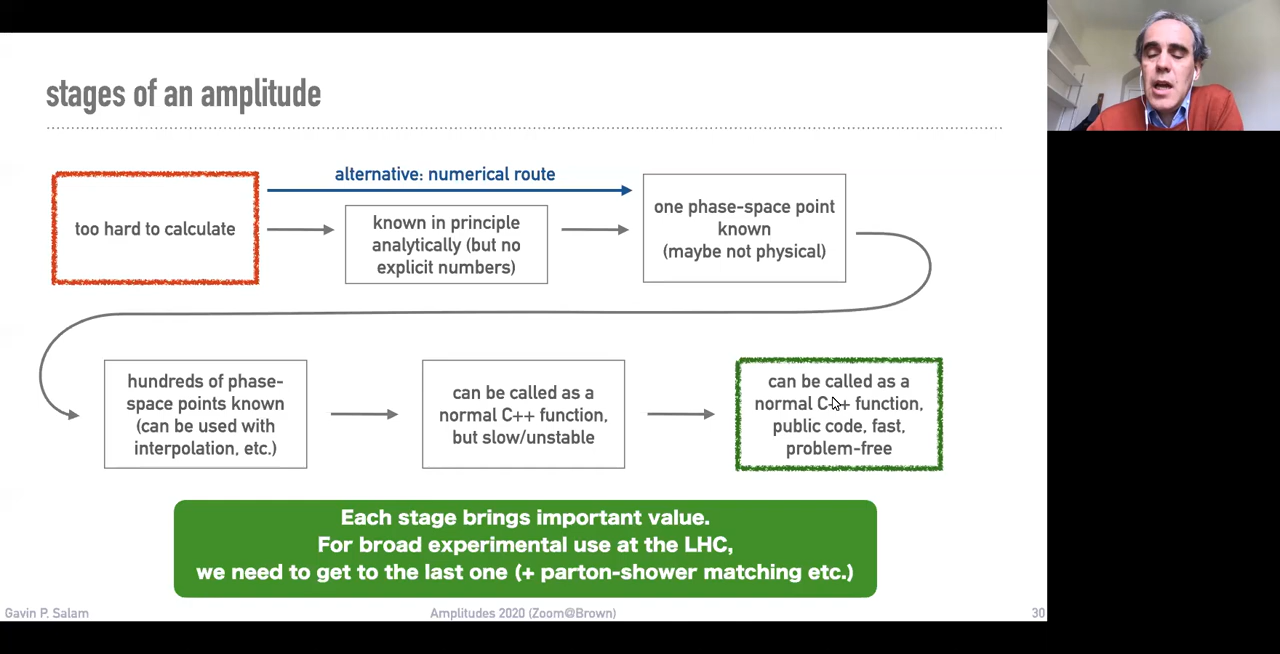 stages of an amplitude
alternative: numerical route
too hard to calculate
known in principle
analytically (but no
explicit numbers)
one phase-space point
known
(maybe not physical)
hundreds of phase-
space points known
(can be used with
interpolation, etc.)
can be called as a
normal C++ function,
but slow/unstable
can be called as a
normal C++ function,
public code, fast,
problem-free
Each stage brings important value.
For broad experimental use at the LHC,
we need to get to the last one (+ parton-shower matching etc.)
Gavin P. Salam
Amplitudes 2020 (Zoom@Brown)
30